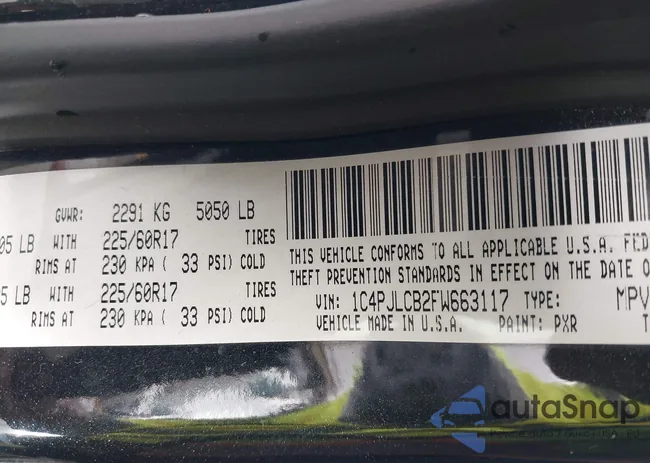 GVWR: 2291 KG 5050 LB
05 LB WITH 225/60R17 TIRES
RIMS AT 230 KPA ( 33 PSI) COLD
5 LB WITH 225/60R17 TIRES
RIMS AT 230 KPA ( 33 PSI) COLD
THIS VEHICLE CONFORMS TO ALL APPLICABLE U.S.A. FED
THEFT PREVENTION STANDARDS IN EFFECT ON THE DATE O
VIN: 1C4PJLCB2FW663117 TYPE: MPV
VEHICLE MADE IN U.S.A. PAINT: PXR
autoSnap